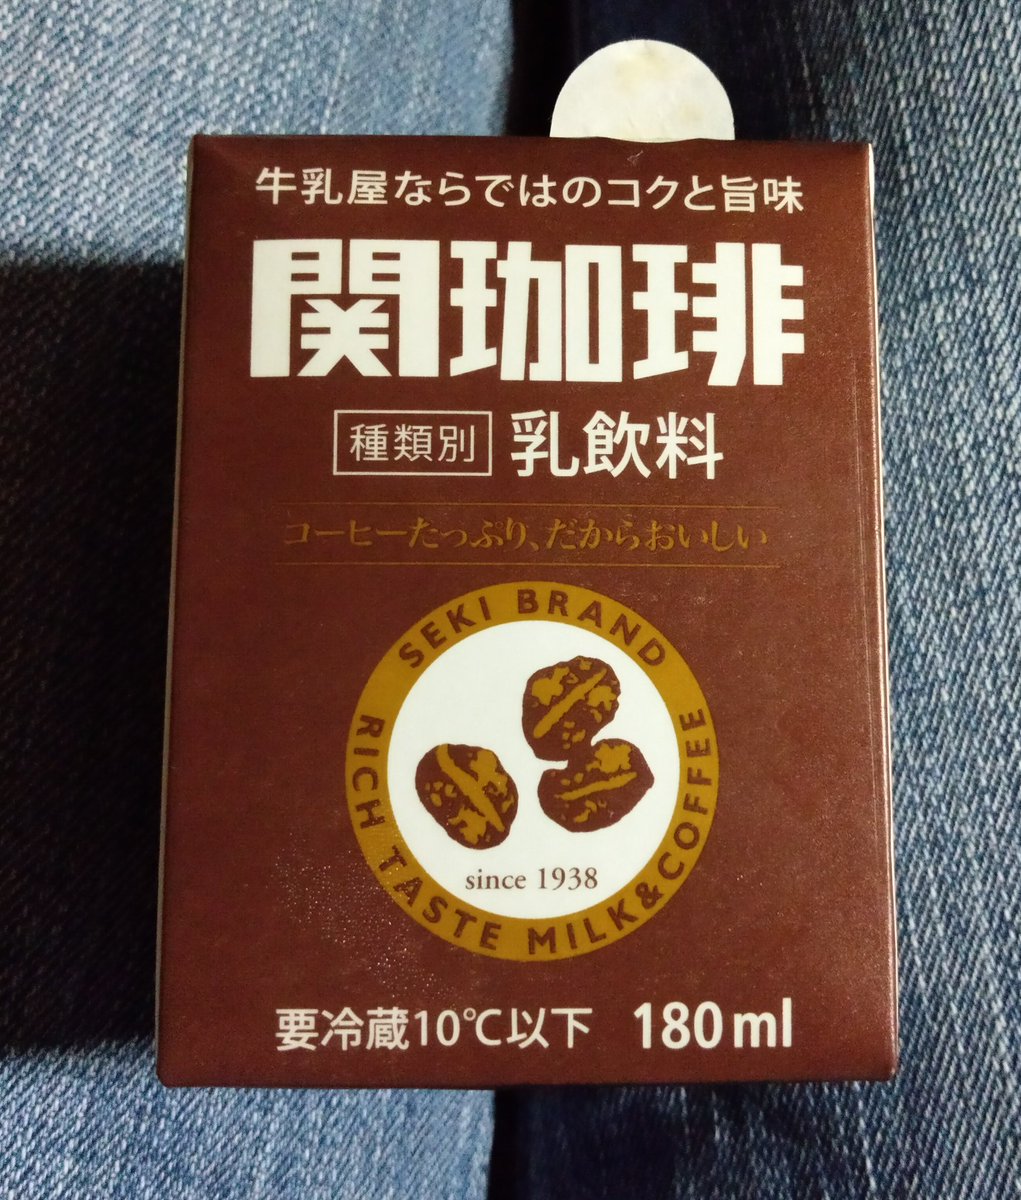 牛乳屋ならではのコクと旨味
関珈琲
種類別 乳飲料
コーヒーたっぷり、だからおいしい
SEKI BRAND
RICH TASTE MILK&COFFEE
since 1938
要冷蔵10℃以下 180ml